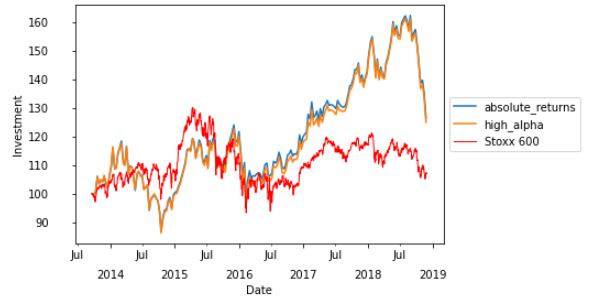 160
150
140
130
120
110
100
90
Investment
Jul Jul Jul Jul Jul Jul
2014 2015 2016 2017 2018 2019
Date
absolute_returns
high_alpha
Stoxx 600